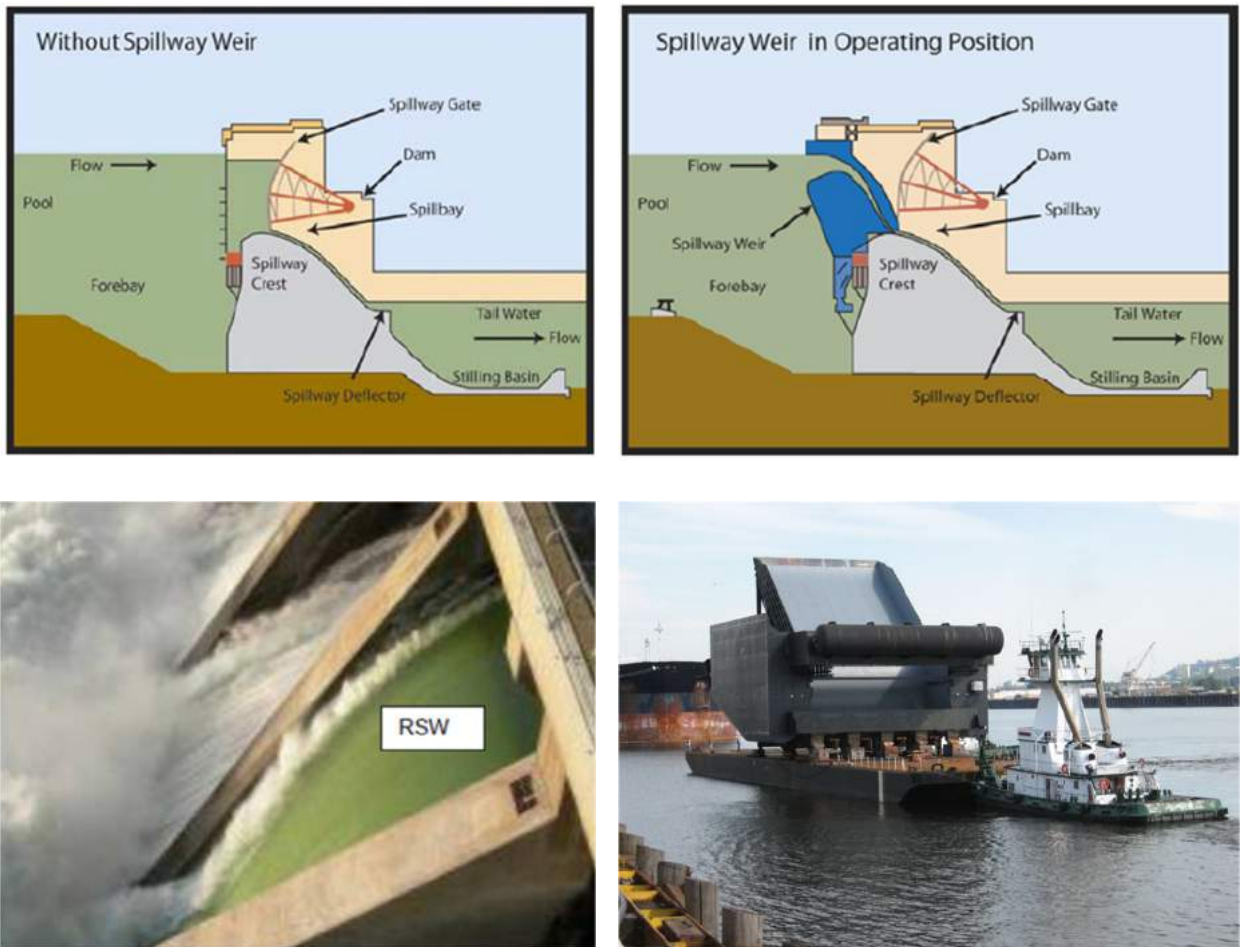 Without Spillway Weir
Spillway Gate
Flow
Dam
Pool
Spillbay
Spillway
Crest
Forebay
Tail Water
Flow
Stilling Basin
Spillway Deflector
Spillway Weir in Operating Position
Spillway Gate
Flow
Dam
Pool
Spillbay
Spillway Weir
Spillway
Crest
Forebay
Tail Water
Flow
Stilling Basin
Spillway Deflector
RSW